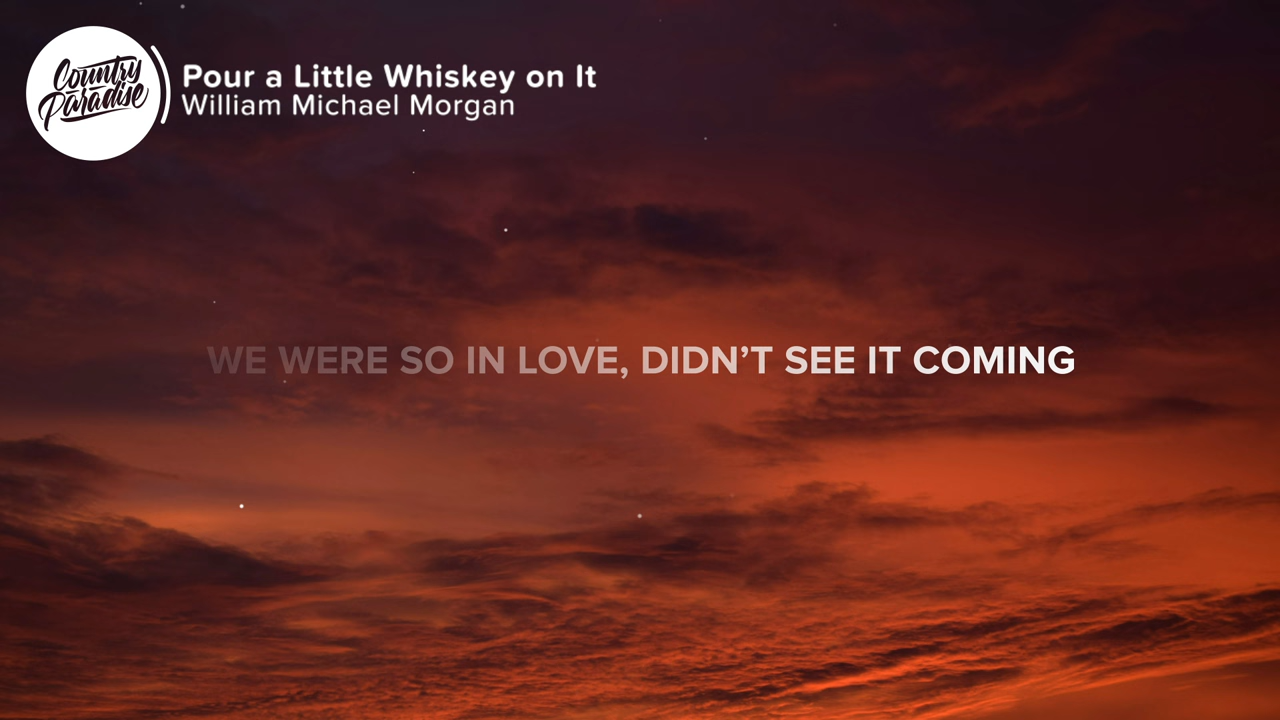 Country
Paradise
Pour a Little Whiskey on It
William Michael Morgan
WE WERE SO IN LOVE, DIDN’T SEE IT COMING